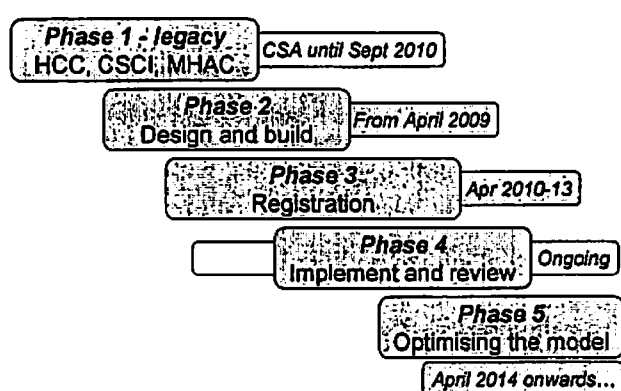 Phase 1 - legacy
HCC, CSCI, MHAC
CSA until Sept 2010
Phase 2
Design and build
From April 2009
Phase 3
Registration
Apr 2010-13
Phase 4
Implement and review
Ongoing
Phase 5
Optimising the model
April 2014 onwards...